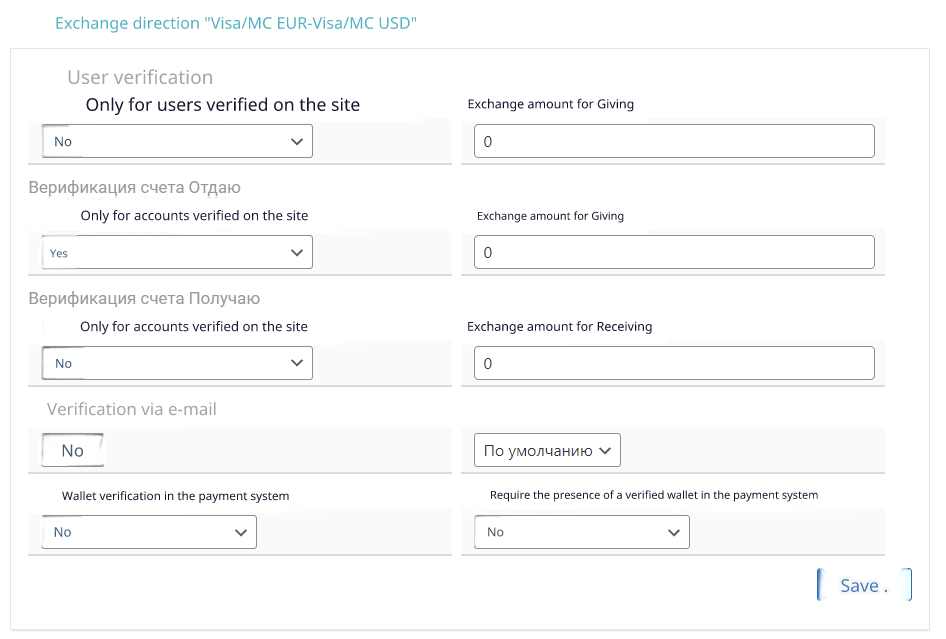 Exchange direction "Visa/MC EUR-Visa/MC USD"
User verification
Only for users verified on the site
Exchange amount for Giving
No
0
Верификация счета Отдаю
Only for accounts verified on the site
Exchange amount for Giving
Yes
0
Верификация счета Получаю
Only for accounts verified on the site
Exchange amount for Receiving
No
0
Verification via e-mail
No
По умолчанию
Wallet verification in the payment system
Require the presence of a verified wallet in the payment system
No
No
Save .